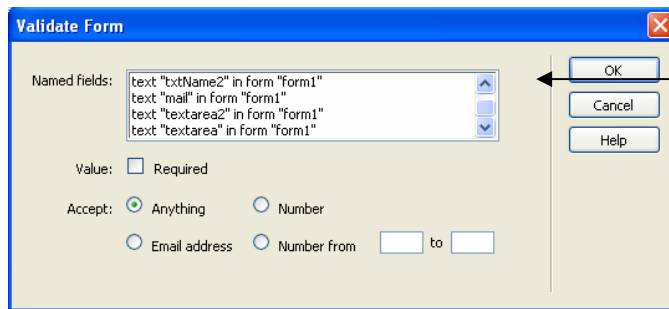 Validate Form
Named fields:
text "txtName2" in form "form1"
text "mail" in form "form1"
text "textarea2" in form "form1"
text "textarea" in form "form1"
OK
Cancel
Help
Value: Required
Accept: Anything Number
Email address Number from to